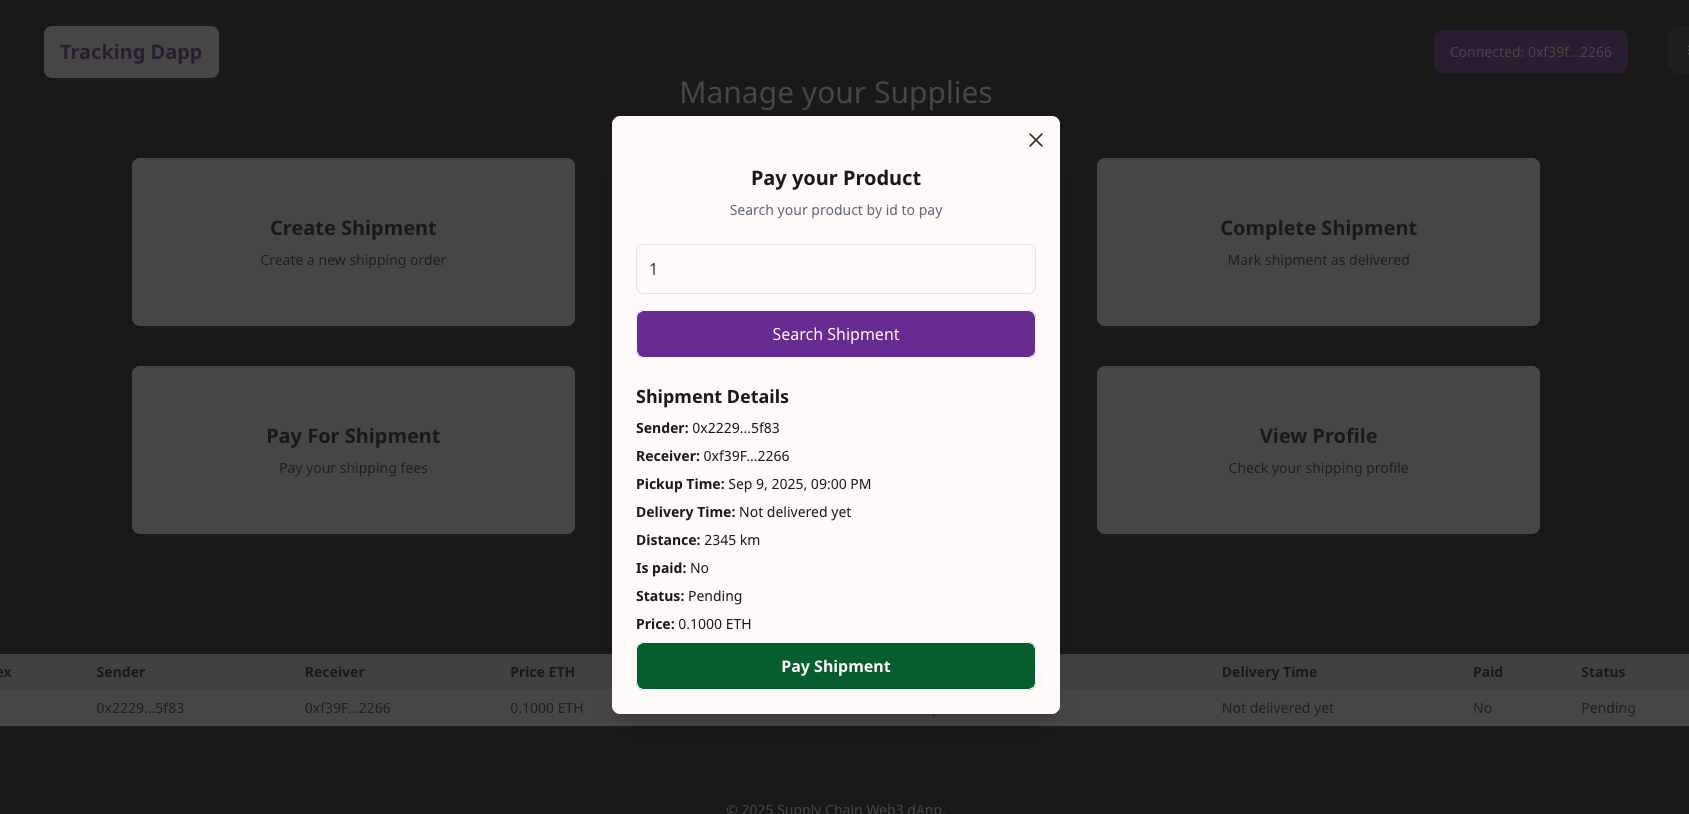 Tracking Dapp
Connected: 0xf39f...2266
Manage your Supplies
Create Shipment
Create a new shipping order
Complete Shipment
Mark shipment as delivered
Pay For Shipment
Pay your shipping fees
View Profile
Check your shipping profile
Pay your Product
Search your product by id to pay
1
Search Shipment
Shipment Details
Sender: 0x2229...5f83
Receiver: 0xf39F...2266
Pickup Time: Sep 9, 2025, 09:00 PM
Delivery Time: Not delivered yet
Distance: 2345 km
Is paid: No
Status: Pending
Price: 0.1000 ETH
Pay Shipment
ex Sender Receiver Price ETH Delivery Time Paid Status
0x2229...5f83 0xf39F...2266 0.1000 ETH Not delivered yet No Pending
© 2025 Supply Chain Web3 dApp